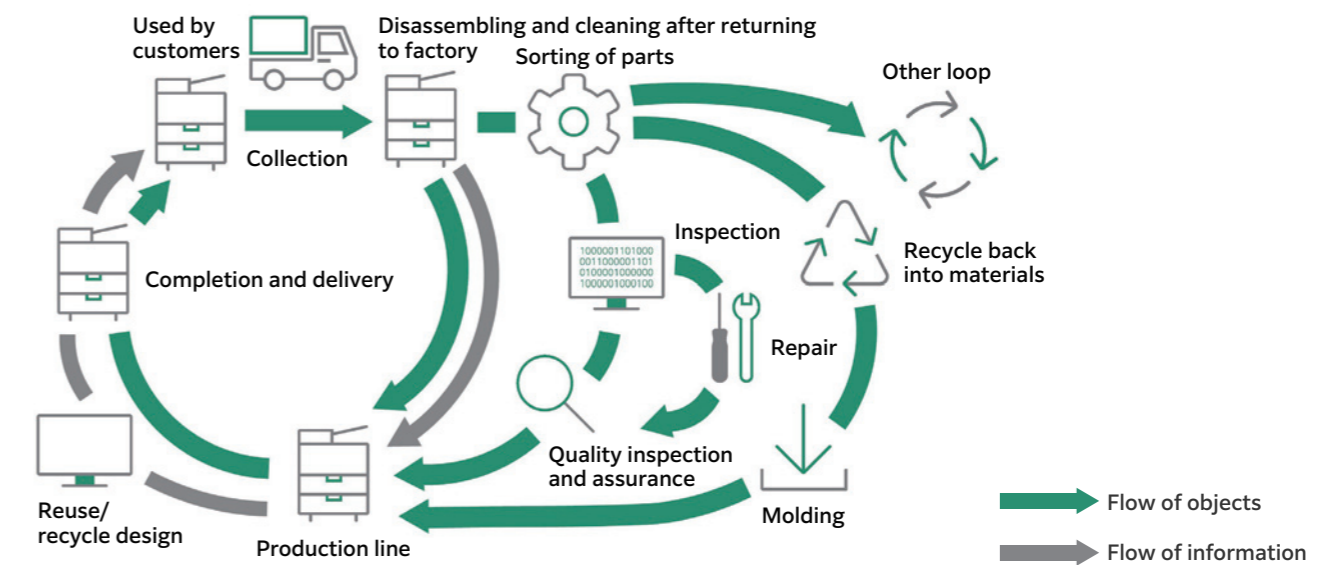 Used by
customers
Disassembling and cleaning after returning
to factory
Sorting of parts
Other loop
Collection
Inspection
1000001101000
0011000001101
0100001000000
1000001000100
Recycle back
into materials
Completion and delivery
Repair
Quality inspection
and assurance
Reuse/
recycle design
Production line
Molding
Flow of objects
Flow of information